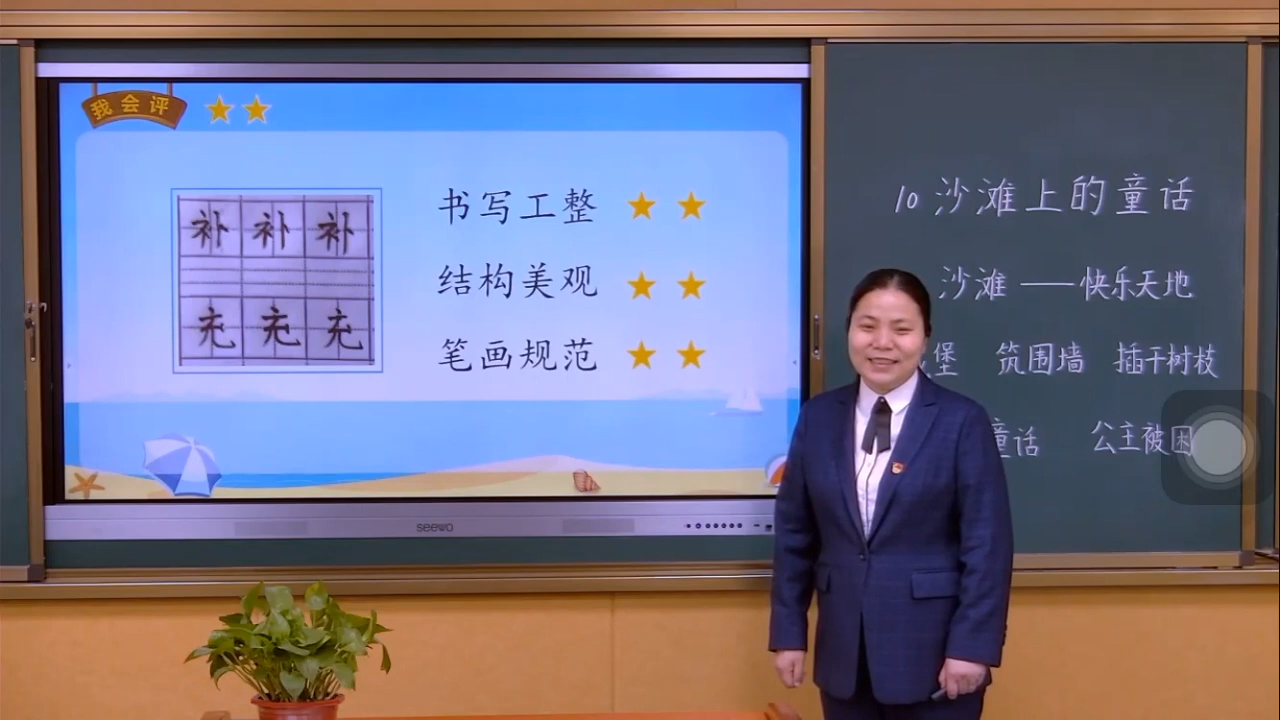 我会评
补 补 补
充 充 充
书写工整
结构美观
笔画规范
seewo
10 沙滩上的童话
沙滩——快乐天地
堡 筑围墙 插干树枝
童话 公主被困